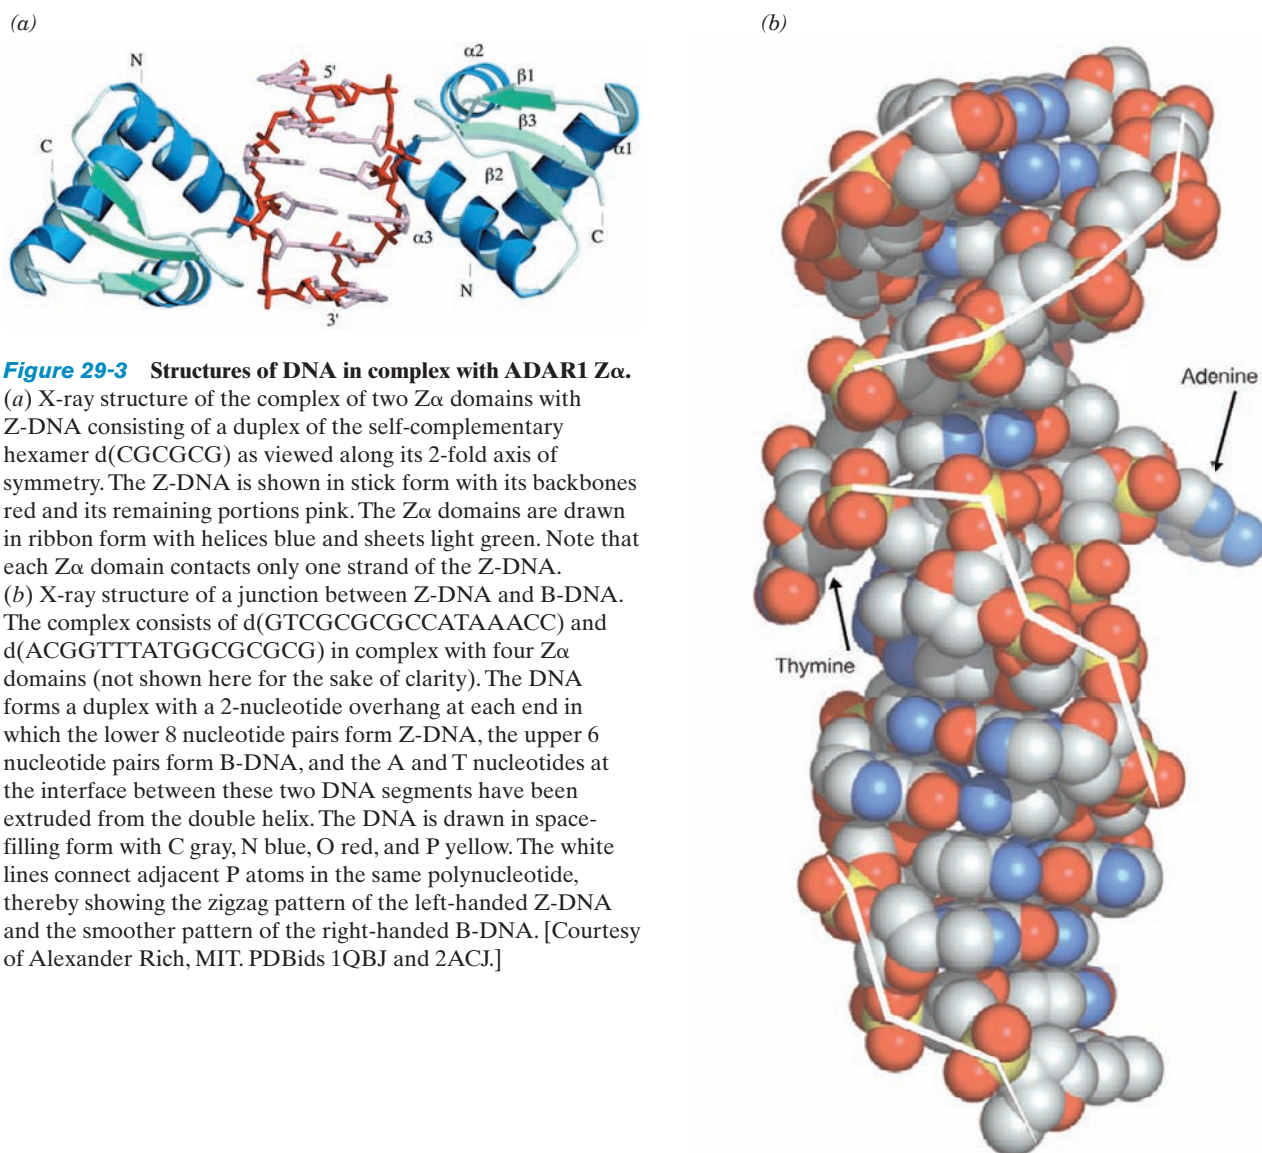 (a)
N
C
5'
α2
β1
β3
α1
β2
α3
C
N
3'
Figure 29-3 Structures of DNA in complex with ADAR1 Zα.
(a) X-ray structure of the complex of two Zα domains with
Z-DNA consisting of a duplex of the self-complementary
hexamer d(CGCGCG) as viewed along its 2-fold axis of
symmetry. The Z-DNA is shown in stick form with its backbones
red and its remaining portions pink. The Zα domains are drawn
in ribbon form with helices blue and sheets light green. Note that
each Zα domain contacts only one strand of the Z-DNA.
(b) X-ray structure of a junction between Z-DNA and B-DNA.
The complex consists of d(GTCGCGCGCCATAAACC) and
d(ACGGTTTATGGCGCGCG) in complex with four Zα
domains (not shown here for the sake of clarity). The DNA
forms a duplex with a 2-nucleotide overhang at each end in
which the lower 8 nucleotide pairs form Z-DNA, the upper 6
nucleotide pairs form B-DNA, and the A and T nucleotides at
the interface between these two DNA segments have been
extruded from the double helix. The DNA is drawn in space-
filling form with C gray, N blue, O red, and P yellow. The white
lines connect adjacent P atoms in the same polynucleotide,
thereby showing the zigzag pattern of the left-handed Z-DNA
and the smoother pattern of the right-handed B-DNA. [Courtesy
of Alexander Rich, MIT. PDBids 1QBJ and 2ACJ.]
(b)
Adenine
Thymine